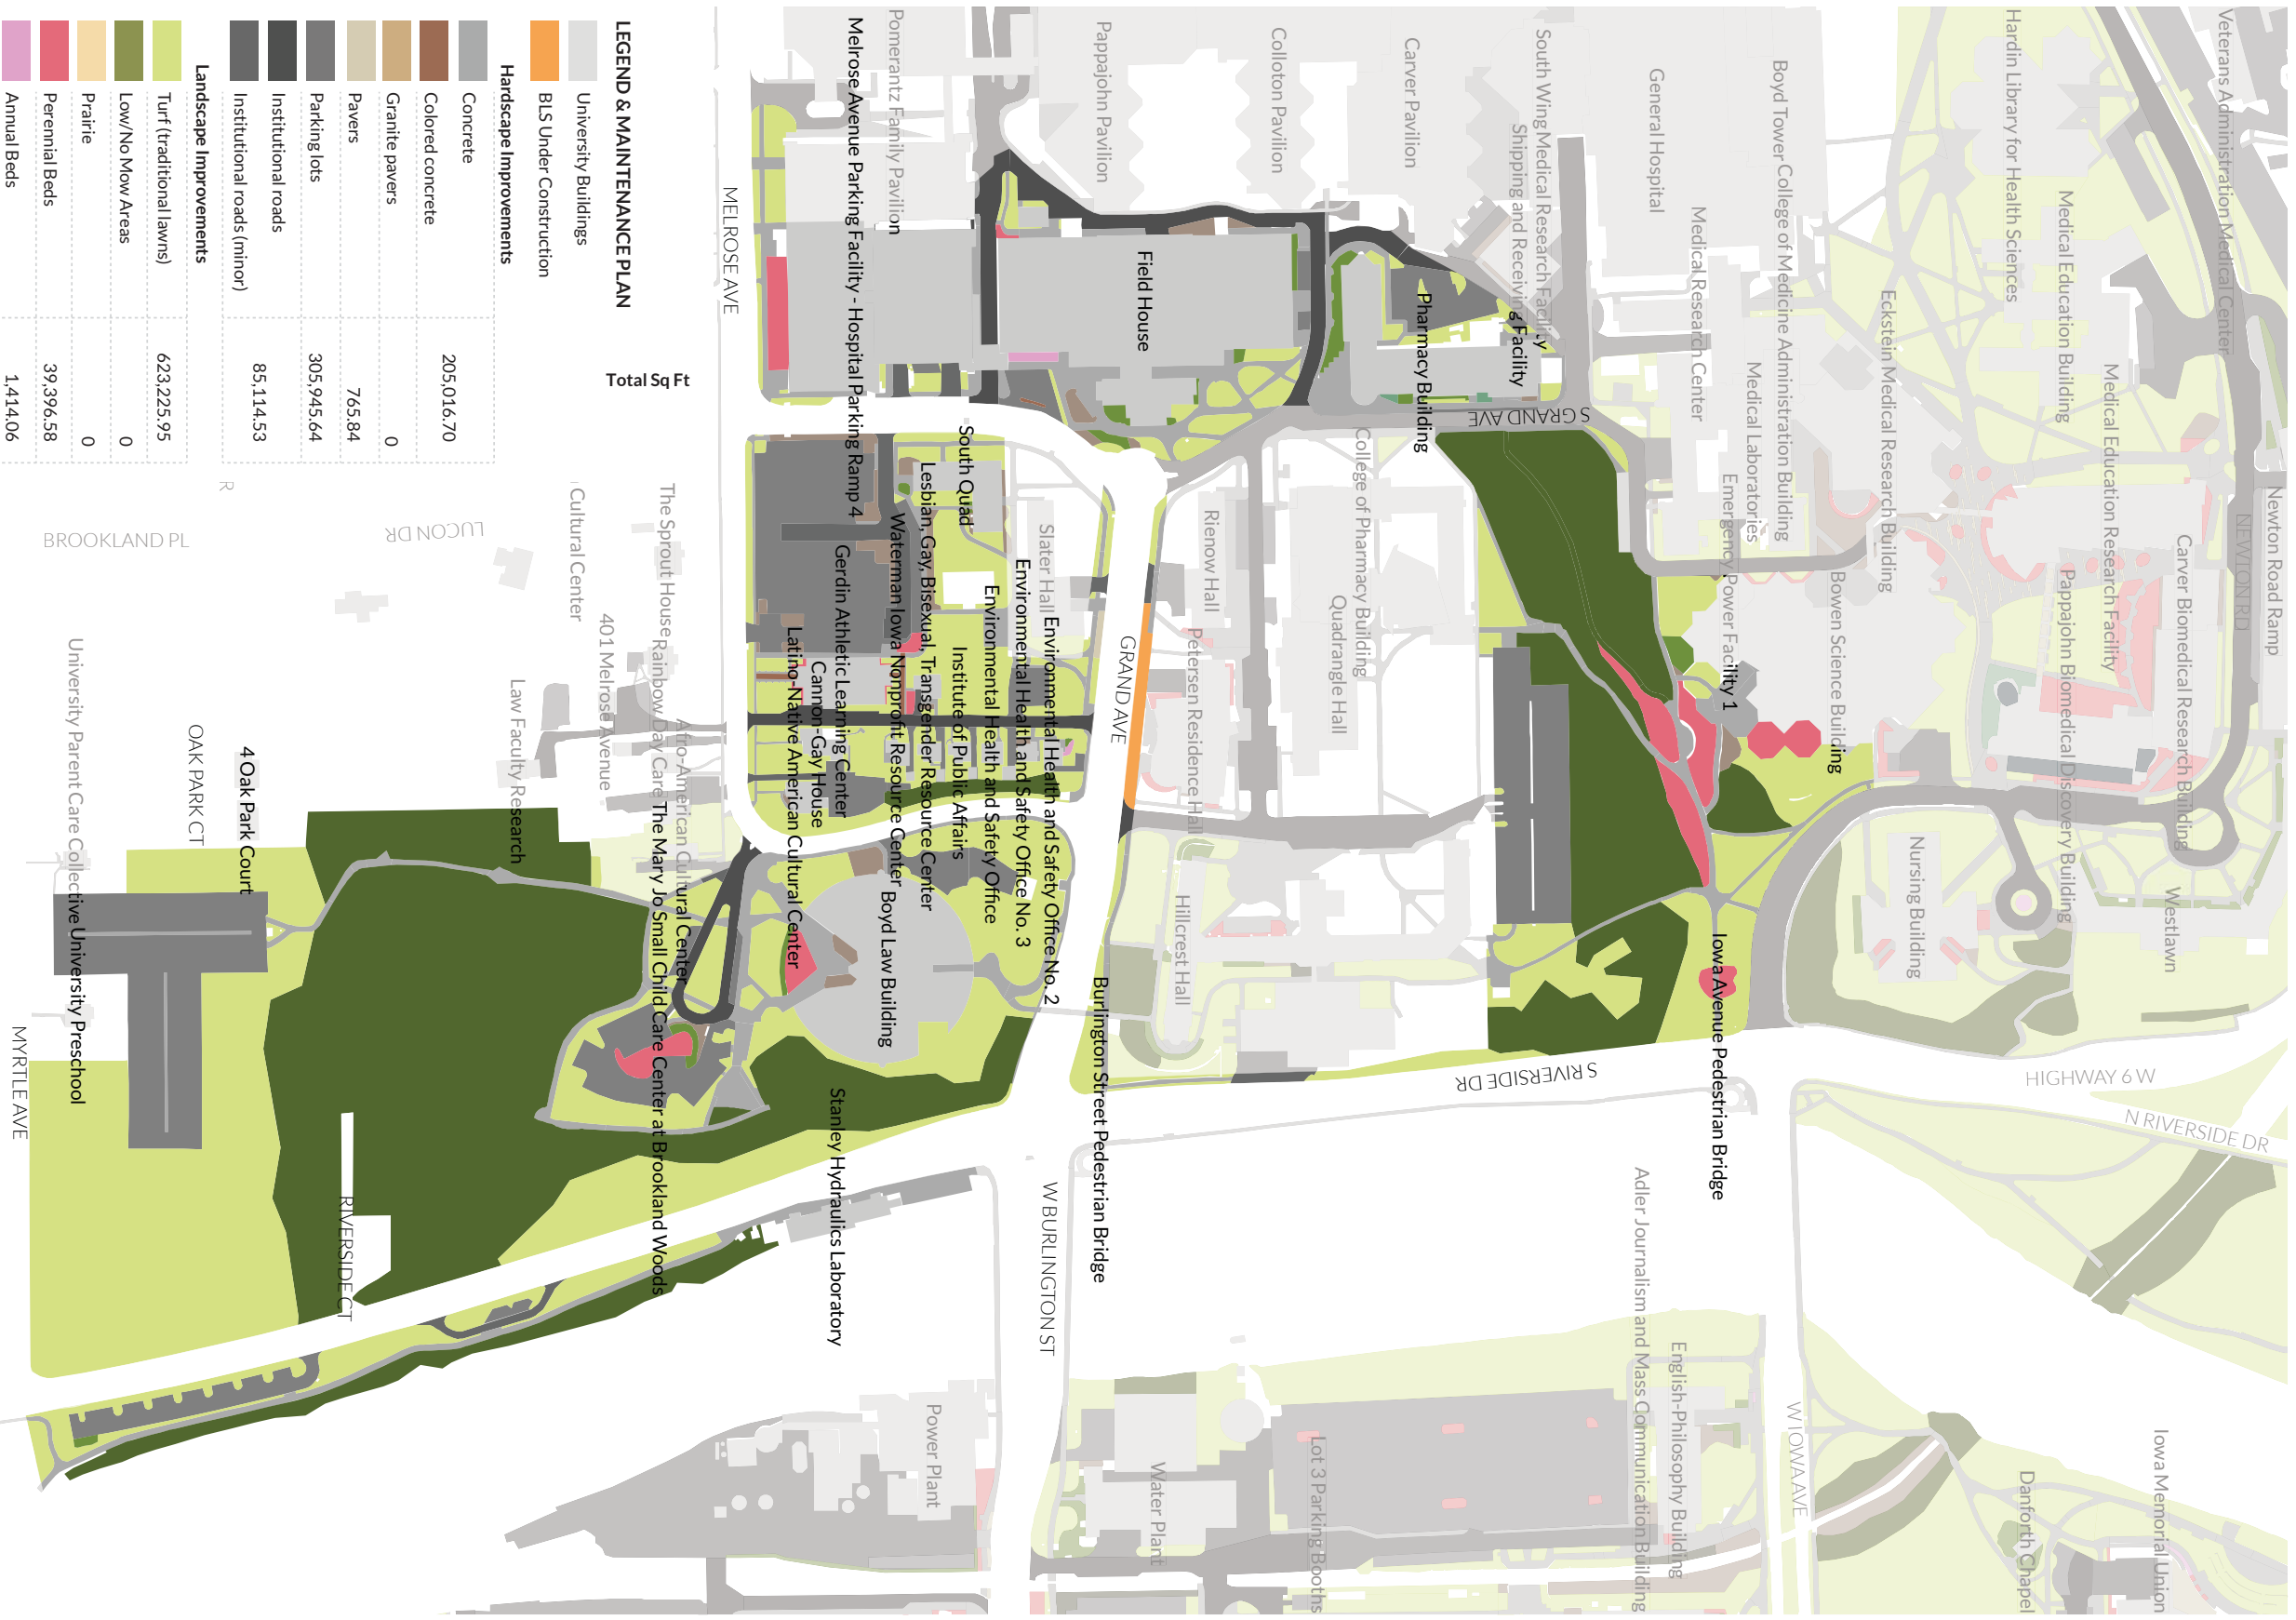 LEGEND & MAINTENANCE PLAN
Total Sq Ft
University Buildings
BLS Under Construction
Hardscape Improvements
Concrete
Colored concrete
205,016.70
Granite pavers
0
Pavers
765.84
Parking lots
305,945.64
Institutional roads
Institutional roads (minor)
85,114.53
Landscape Improvements
Turf (traditional lawns)
623,225.95
Low/No Mow Areas
0
Prairie
0
Perennial Beds
39,396.58
Annual Beds
1,414.06
Veterans Administration Medical Center
Newton Road Ramp
NEWTON RD
Hardin Library for Health Sciences
Medical Education Building
Medical Education Research Facility
Carver Biomedical Research Building
Pappajohn Biomedical Discovery Building
Westlawn
Boyd Tower
College of Medicine Administration Building
Eckstein Medical Research Building
Bowen Science Building
Nursing Building
General Hospital
Medical Research Center
Medical Laboratories
Emergency Power Facility 1
South Wing
Medical Research Facility
Shipping and Receiving Facility
Carver Pavilion
Colloton Pavilion
Pappajohn Pavilion
Pomerantz Family Pavilion
Melrose Avenue Parking Facility - Hospital Parking Ramp 4
MELROSE AVE
Field House
Pharmacy Building
S GRAND AVE
College of Pharmacy Building
Quadrangle Hall
Rienow Hall
Petersen Residence Hall
Hillcrest Hall
GRAND AVE
South Quad
Slater Hall
Environmental Health and Safety Office No. 2
Environmental Health and Safety Office No. 3
Environmental Health and Safety Office
Institute of Public Affairs
Lesbian, Gay, Bisexual, Transgender Resource Center
Waterman Iowa Nonprofit Resource Center
Gerdin Athletic Learning Center
Cannon-Gay House
Latino-Native American Cultural Center
Boyd Law Building
Iowa Avenue Pedestrian Bridge
Burlington Street Pedestrian Bridge
S RIVERSIDE DR
HIGHWAY 6 W
N RIVERSIDE DR
Stanley Hydraulics Laboratory
W BURLINGTON ST
The Sprout House
Rainbow Day Care
The Mary Jo Small Child Care Center at Brookland Woods
Afro-American Cultural Center
401 Melrose Avenue
Cultural Center
Law Faculty Research
LUCON DR
R
BROOKLAND PL
OAK PARK CT
4 Oak Park Court
University Parent Care Collective
University Preschool
MYRTLE AVE
RIVERSIDE CT
Power Plant
Water Plant
Lot 3 Parking Booths
Adler Journalism and Mass Communication Building
English-Philosophy Building
W IOWA AVE
Danforth Chapel
Iowa Memorial Union